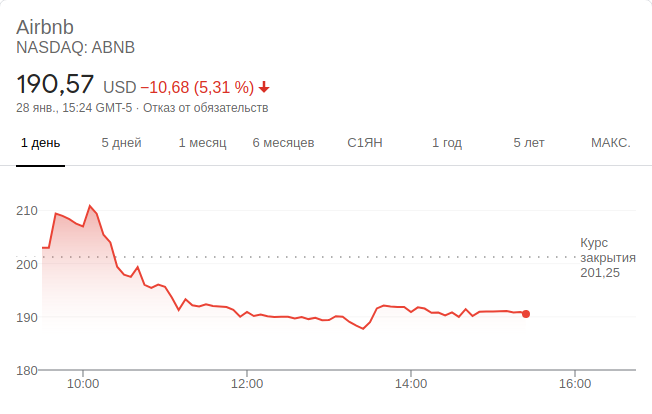 Airbnb
NASDAQ: ABNB
190,57 USD −10,68 (5,31 %)
28 янв., 15:24 GMT-5 · Отказ от обязательств
1 день 5 дней 1 месяц 6 месяцев С1ЯН 1 год 5 лет МАКС.
210
200
190
180
Курс
закрытия
201,25
10:00 12:00 14:00 16:00